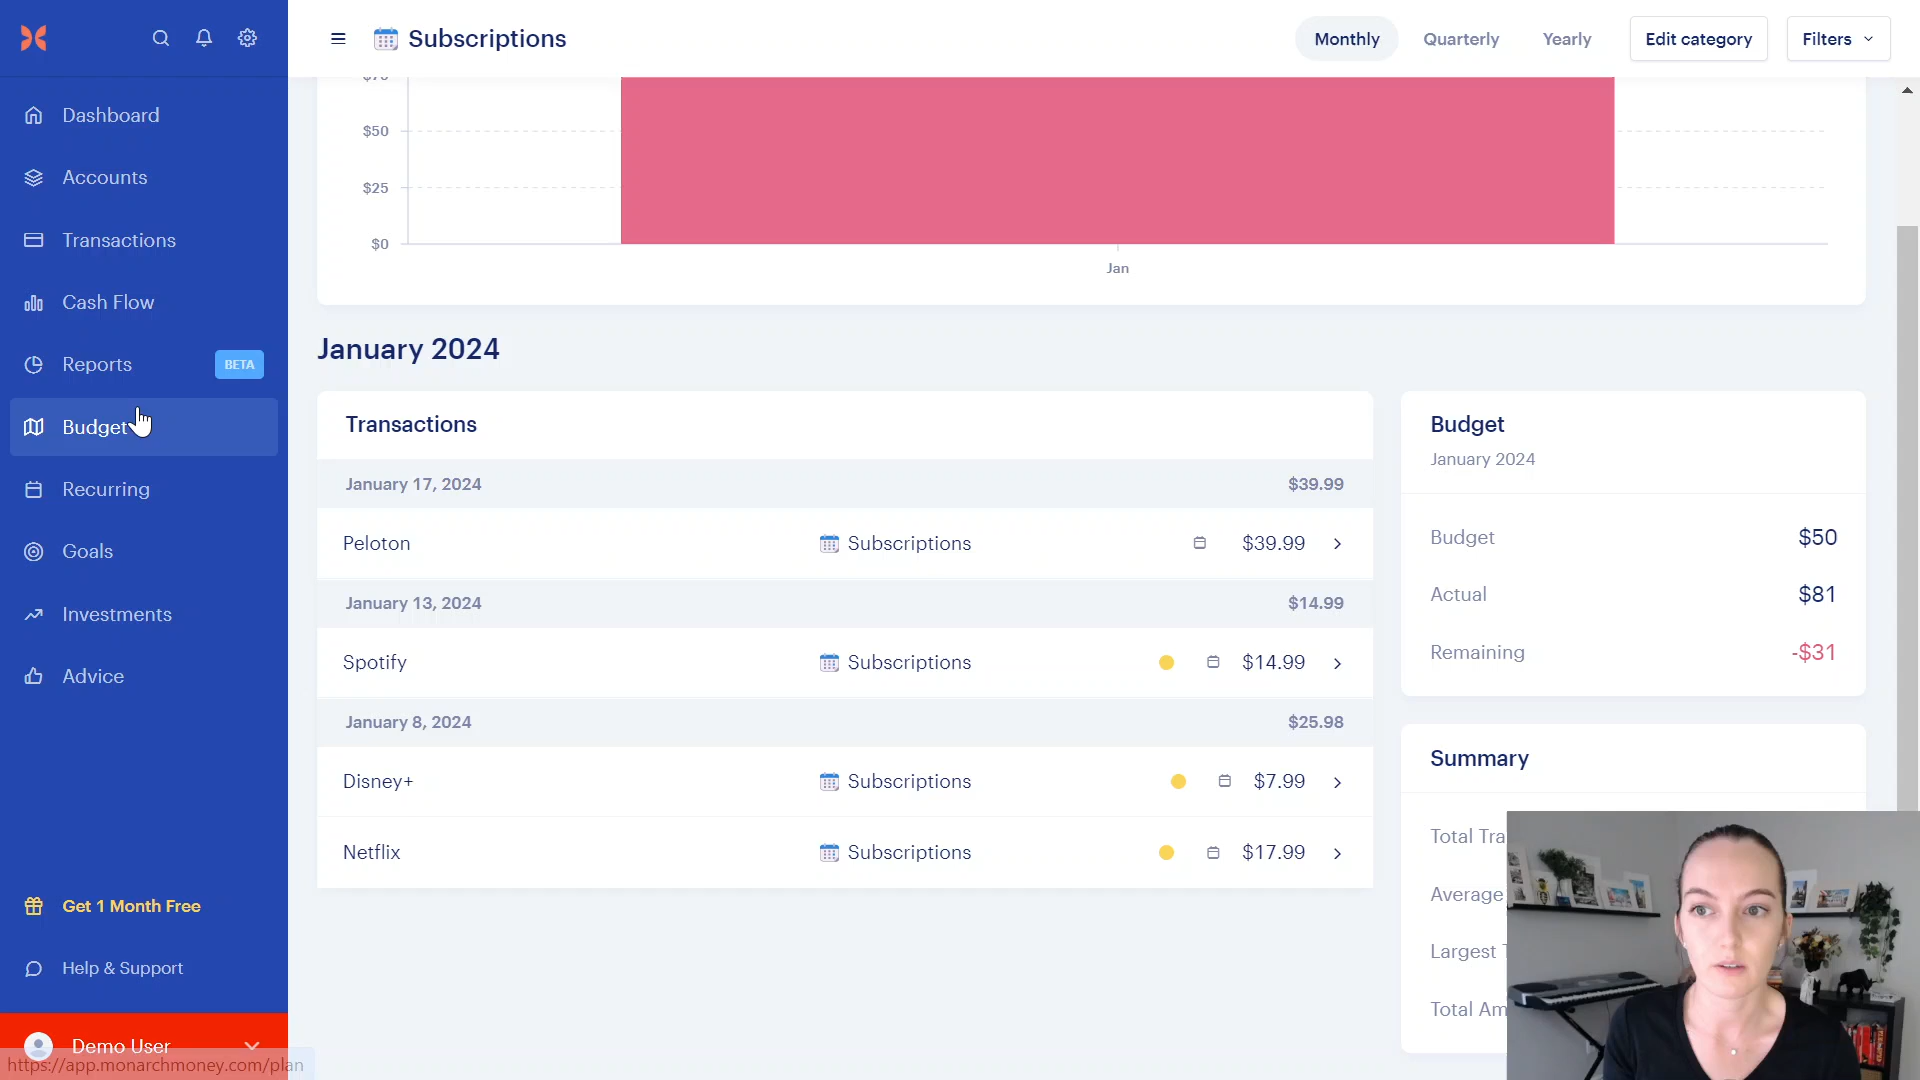 Subscriptions
Monthly
Quarterly
Yearly
Edit category
Filters
Dashboard
Accounts
Transactions
Cash Flow
Reports
BETA
Budget
Recurring
Goals
Investments
Advice
Get 1 Month Free
Help & Support
Demo User
https://app.monarchmoney.com/plan
$75
$50
$25
$0
Jan
January 2024
Transactions
January 17, 2024 $39.99
Peloton Subscriptions $39.99
January 13, 2024 $14.99
Spotify Subscriptions $14.99
January 8, 2024 $25.98
Disney+ Subscriptions $7.99
Netflix Subscriptions $17.99
Budget
January 2024
Budget $50
Actual $81
Remaining -$31
Summary
Total Tra
Average
Largest T
Total Am